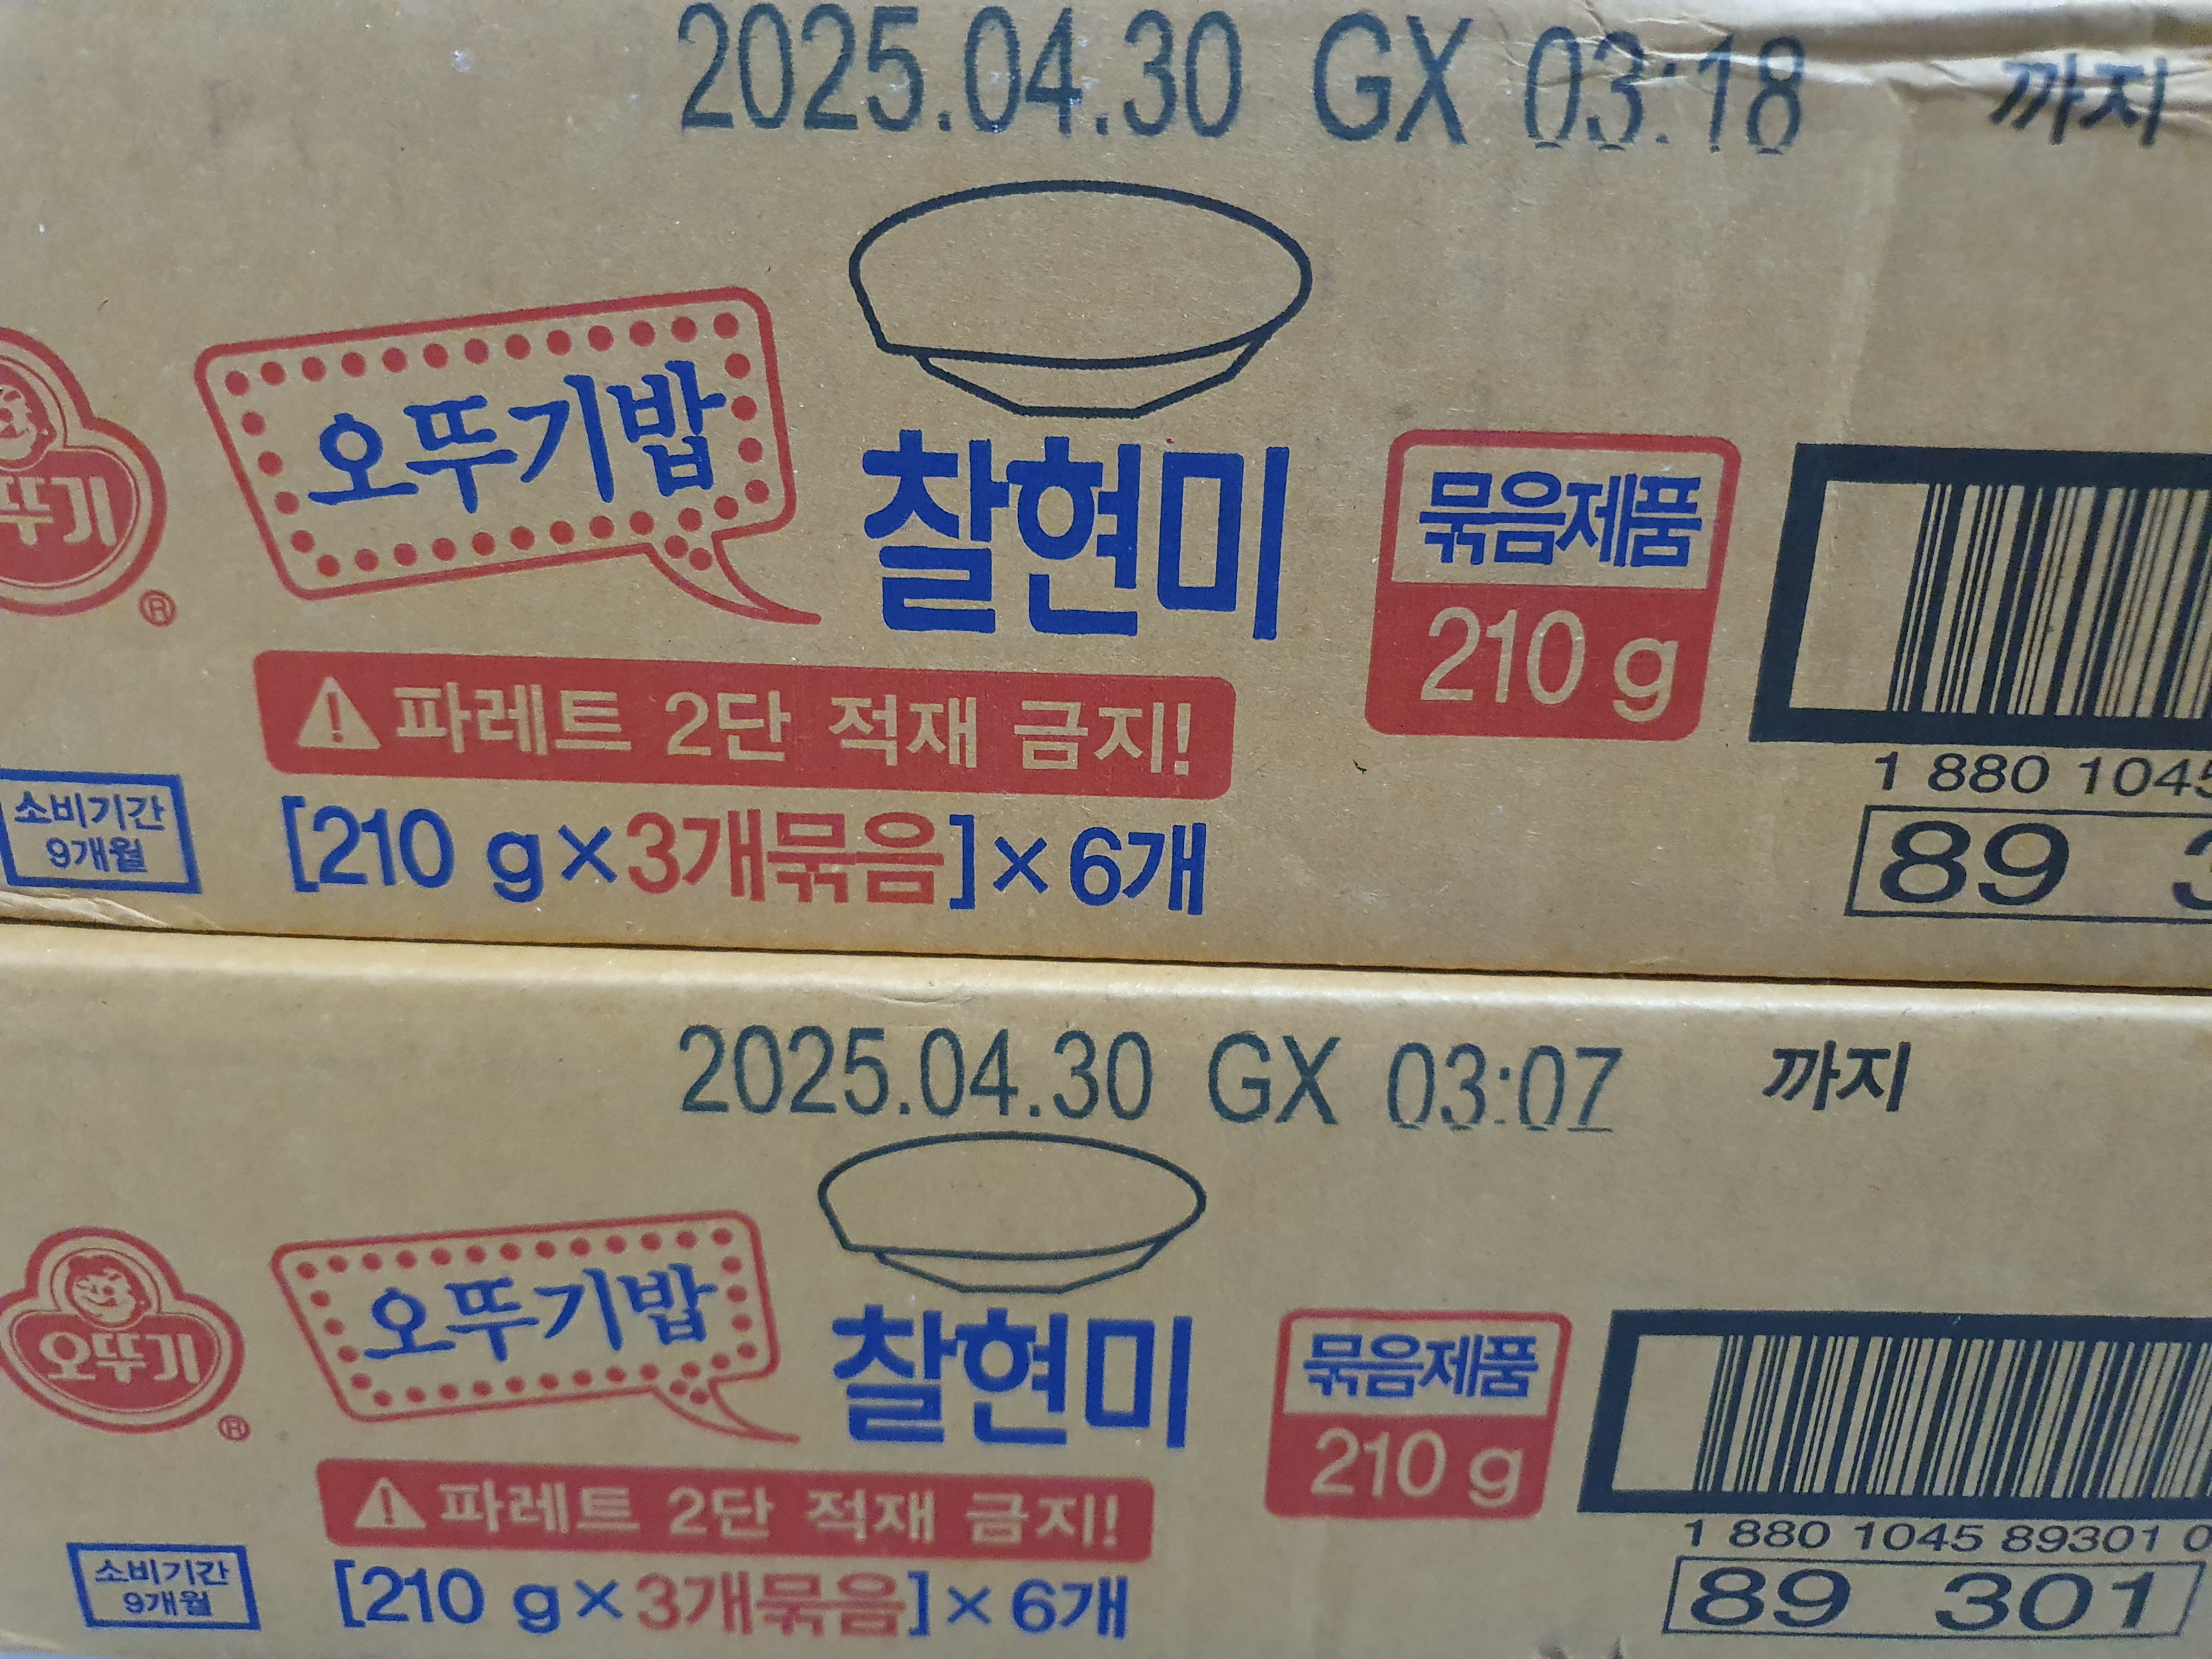 2025.04.30 GX 03:18 까지
오뚜기밥
뚜기
®
찰현미
묶음제품
210 g
파레트 2단 적재 금지!
1 880 1045
소비기간
9개월
[210 g×3개묶음]×6개
89
2025.04.30 GX 03:07 까지
오뚜기
®
오뚜기밥
찰현미
묶음제품
210 g
파레트 2단 적재 금지!
1 880 1045 89301 0
소비기간
9개월
[210 g×3개묶음]×6개
89 301